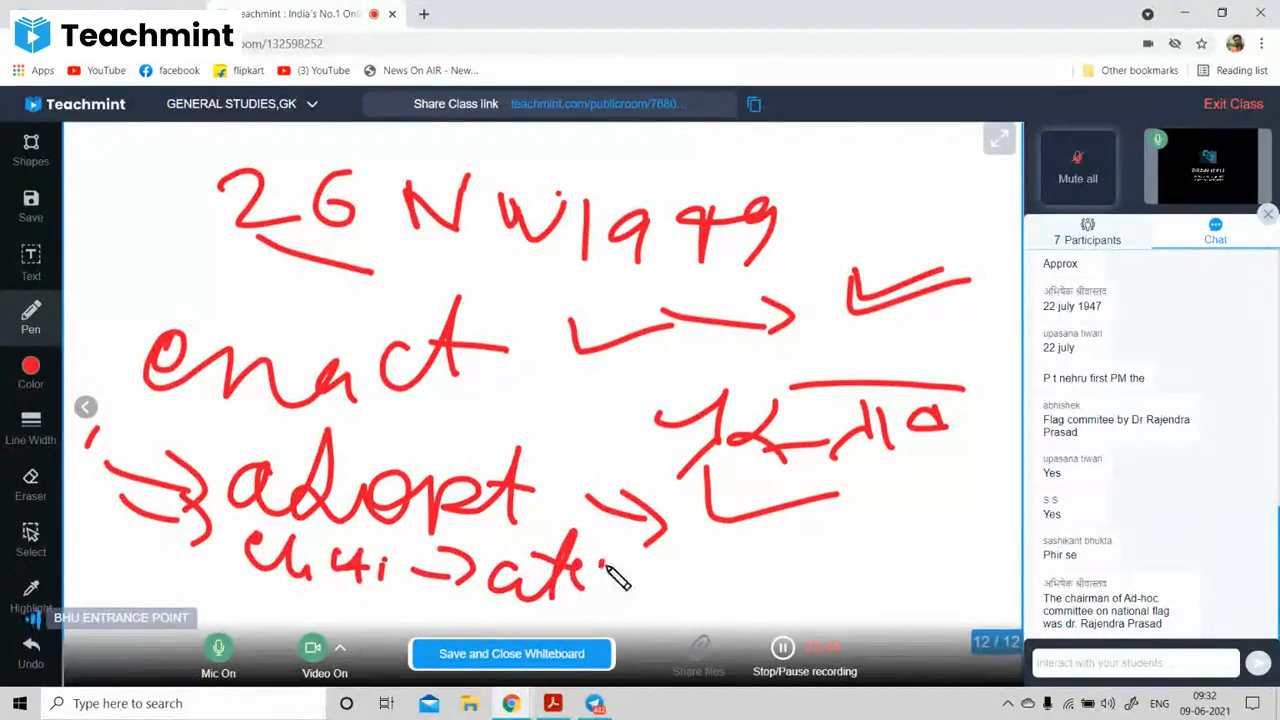 Teachmint
eachmint : India's No.1 Onli
oom/132598252
Apps
YouTube
facebook
flipkart
(3) YouTube
News On AIR - New...
Other bookmarks
Reading list
Teachmint
GENERAL STUDIES,GK
Share Class link
teachmint.com/publicroom/7680...
Exit Class
Shapes
Save
Text
Pen
Color
Line Width
Eraser
Select
Highlight
Undo
26 Nov 1949
enact
adopt
BHU ENTRANCE POINT
Mic On
Video On
Save and Close Whiteboard
Share files
Stop/Pause recording
12 / 12
Mute all
7 Participants
Chat
Approx
अभिषेक श्रीवास्तव
22 july 1947
upasana tiwari
22 july
P t nehru first PM the
abhishek
Flag commitee by Dr Rajendra
Prasad
upasana tiwari
Yes
S S
Yes
sashikant bhukta
Phir se
अभिषेक श्रीवास्तव
The chairman of Ad-hoc
committee on national flag
was dr. Rajendra Prasad
interact with your students...
Type here to search
442
ENG
09:32
09-06-2021